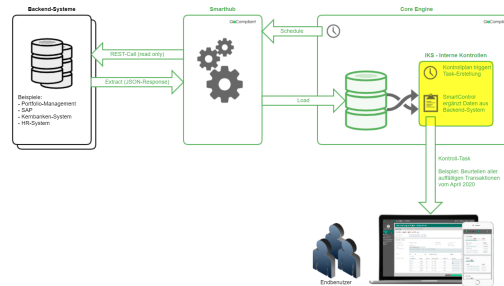 Backend-Systeme
Smarthub
Core Engine
GoCompliant
GoCompliant
Schedule
REST-Call (read only)
Extract (JSON-Response)
Load
Beispiele:
- Portfolio-Management
- SAP
- Kernbanken-System
- HR-System
IKS - Interne Kontrollen
Kontrollplan triggert
Task-Erstellung
SmartControl
ergänzt Daten aus
Backend-System
Kontroll-Task
Beispiel: Beurteilen aller
auffälligen Transaktionen
vom April 2020
Endbenutzer